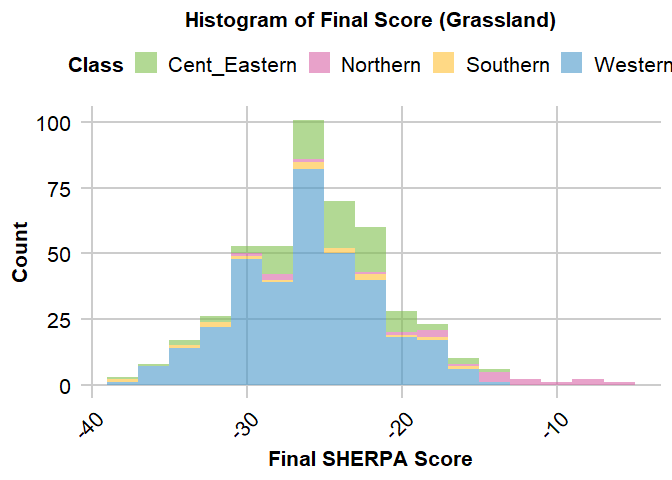 Histogram of Final Score (Grassland)
Class Cent_Eastern Northern Southern Western
100
75
50
25
0
Count
-40 -30 -20 -10
Final SHERPA Score